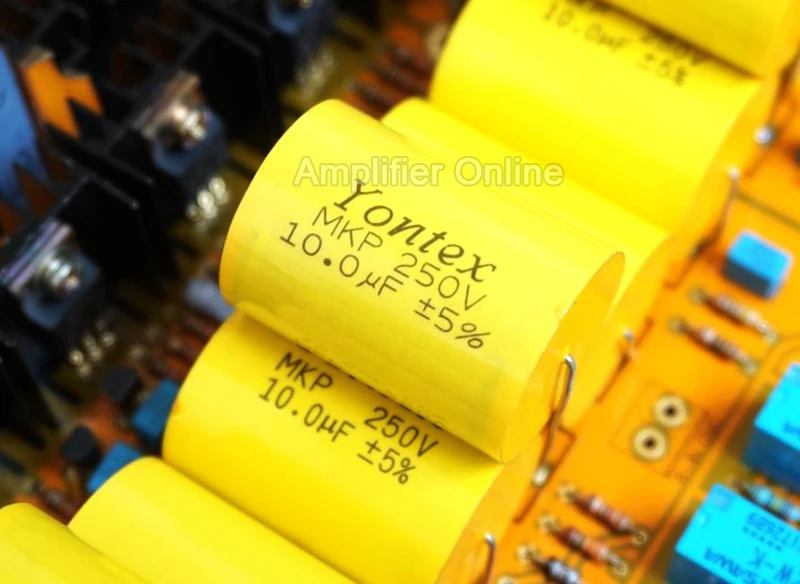 10.0µF 250V
±5%
Amplifier Online
Yontex
MKP 250V
10.0µF ±5%
MKP 250V
10.0µF ±5%
W-K